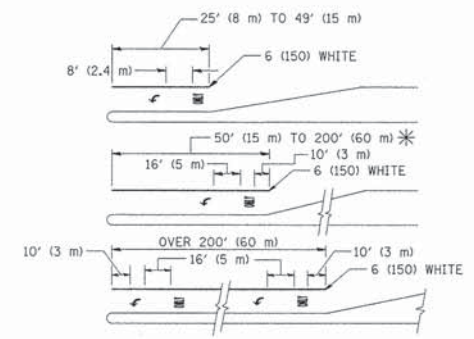 25' (8 m) TO 49' (15 m)
8' (2.4 m)
6 (150) WHITE
50' (15 m) TO 200' (60 m) ✳
16' (5 m)
10' (3 m)
6 (150) WHITE
OVER 200' (60 m)
10' (3 m)
16' (5 m)
10' (3 m)
6 (150) WHITE